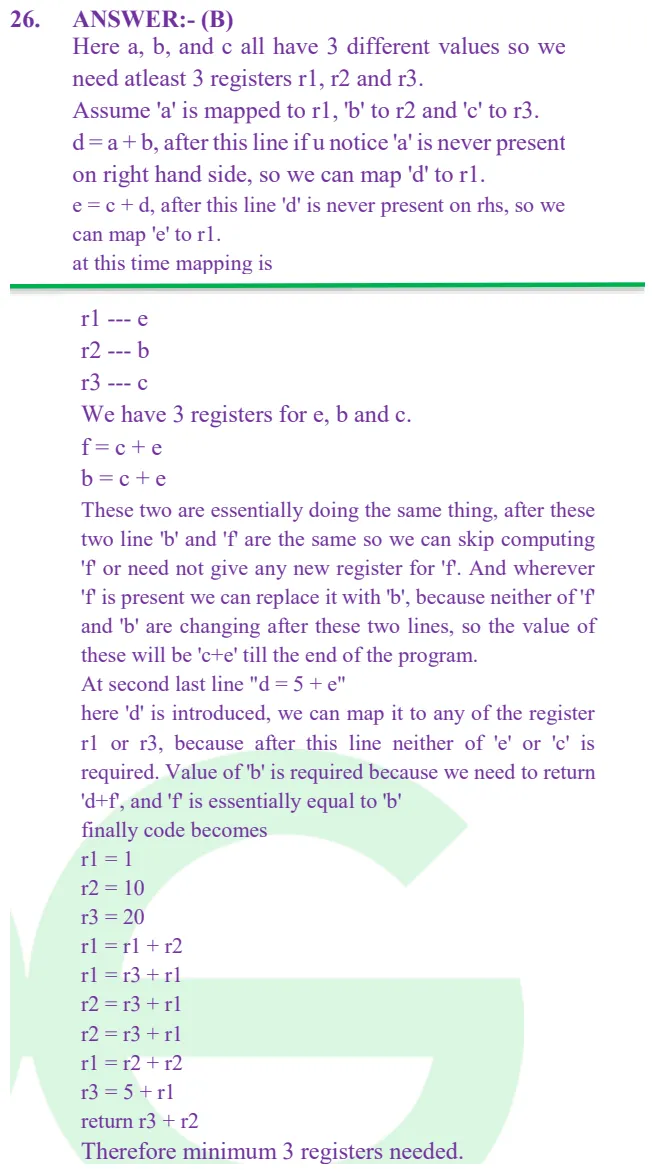 26. ANSWER:- (B)
Here a, b, and c all have 3 different values so we
need atleast 3 registers r1, r2 and r3.
Assume 'a' is mapped to r1, 'b' to r2 and 'c' to r3.
d = a + b, after this line if u notice 'a' is never present
on right hand side, so we can map 'd' to r1.
e = c + d, after this line 'd' is never present on rhs, so we
can map 'e' to r1.
at this time mapping is
r1 --- e
r2 --- b
r3 --- c
We have 3 registers for e, b and c.
f = c + e
b = c + e
These two are essentially doing the same thing, after these
two line 'b' and 'f' are the same so we can skip computing
'f' or need not give any new register for 'f'. And wherever
'f' is present we can replace it with 'b', because neither of 'f'
and 'b' are changing after these two lines, so the value of
these will be 'c+e' till the end of the program.
At second last line "d = 5 + e"
here 'd' is introduced, we can map it to any of the register
r1 or r3, because after this line neither of 'e' or 'c' is
required. Value of 'b' is required because we need to return
'd+f', and 'f' is essentially equal to 'b'
finally code becomes
r1 = 1
r2 = 10
r3 = 20
r1 = r1 + r2
r1 = r3 + r1
r2 = r3 + r1
r2 = r3 + r1
r1 = r2 + r2
r3 = 5 + r1
return r3 + r2
Therefore minimum 3 registers needed.